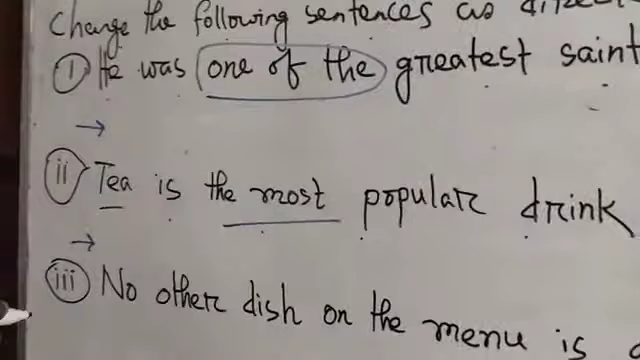 Change the following sentences as
① He was one of the greatest saint
→
ii Tea is the most popular drink
→
iii No other dish on the menu is